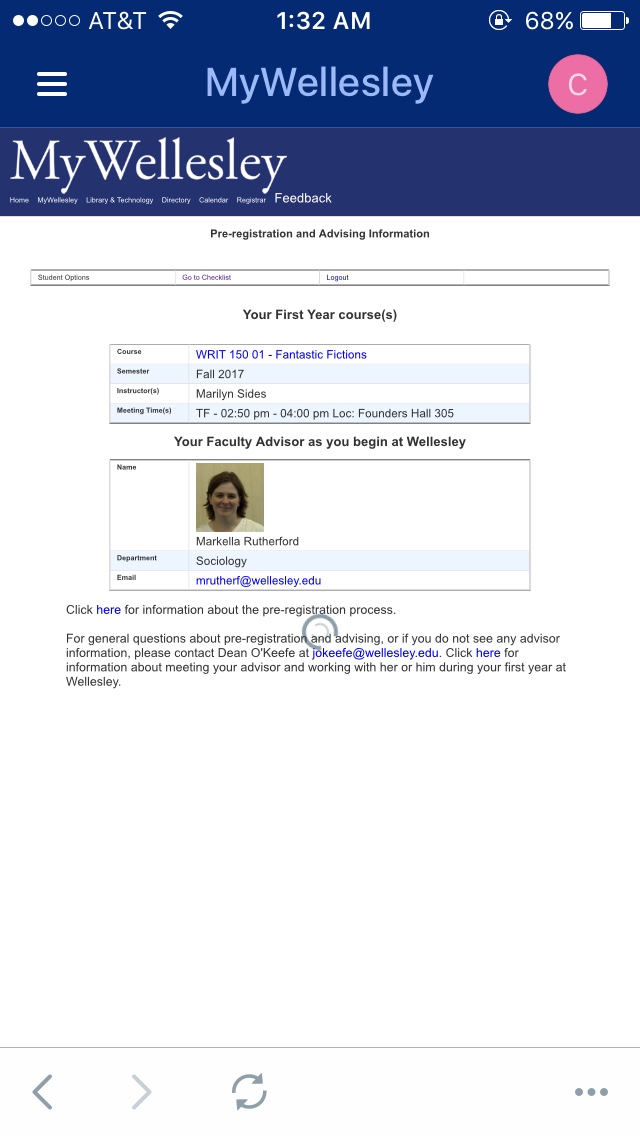 AT&T 1:32 AM 68%
MyWellesley C
MyWellesley
Home MyWellesley Library & Technology Directory Calendar Registrar Feedback
Pre-registration and Advising Information
Student Options Go to Checklist Logout
Your First Year course(s)
Course WRIT 150 01 - Fantastic Fictions
Semester Fall 2017
Instructor(s) Marilyn Sides
Meeting Time(s) TF - 02:50 pm - 04:00 pm Loc: Founders Hall 305
Your Faculty Advisor as you begin at Wellesley
Name
Markella Rutherford
Department Sociology
Email mrutherf@wellesley.edu
Click here for information about the pre-registration process.
For general questions about pre-registration and advising, or if you do not see any advisor
information, please contact Dean O'Keefe at jokeefe@wellesley.edu. Click here for
information about meeting your advisor and working with her or him during your first year at
Wellesley.